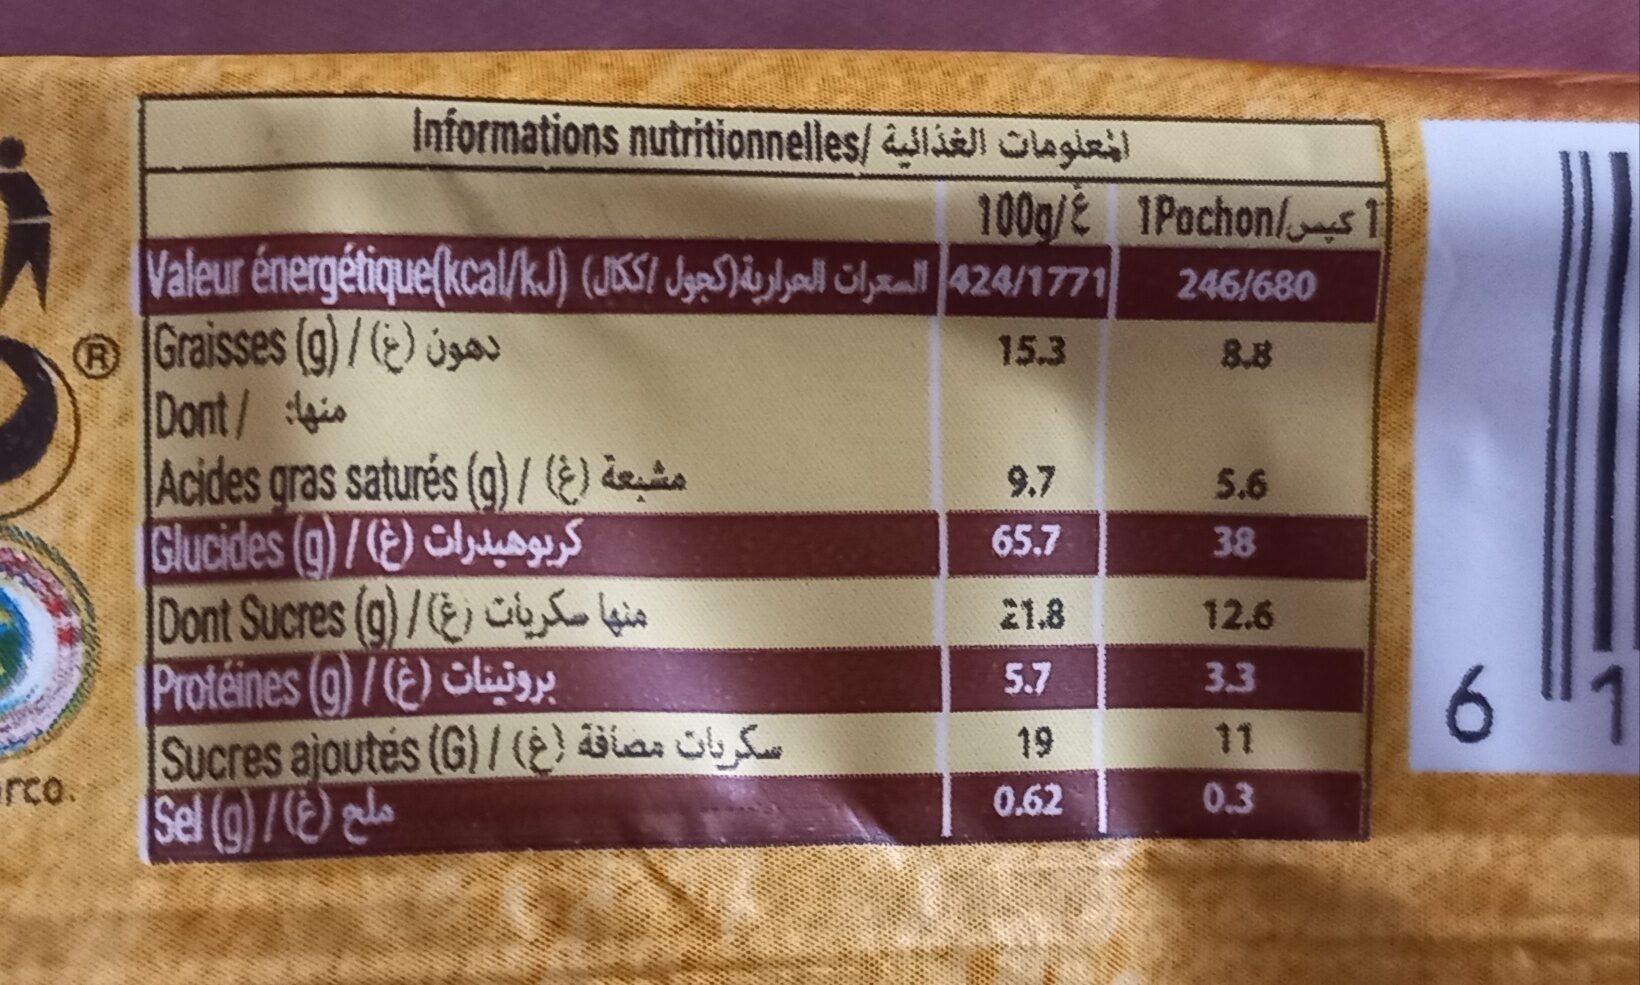 Informations nutritionnelles/ المعلومات الغذائية
100g/غ 1Pochon/كيس 1
Valeur énergétique(kcal/kJ) (السعرات الحرارية(كجول /ككال 424/1771 246/680
Graisses (g) / (غ) دهون 15.3 8.8
Dont / منها:
Acides gras saturés (g) / (غ) مشبعة 9.7 5.6
Glucides (g) / (غ) كربوهيدرات 65.7 38
Dont Sucres (g) / (غ) منها سكريات 21.8 12.6
Protéines (g) / (غ) بروتينات 5.7 3.3
Sucres ajoutés (G) / (غ) سكريات مضافة 19 11
Sel (g) / (غ) ملح 0.62 0.3
®
6 1